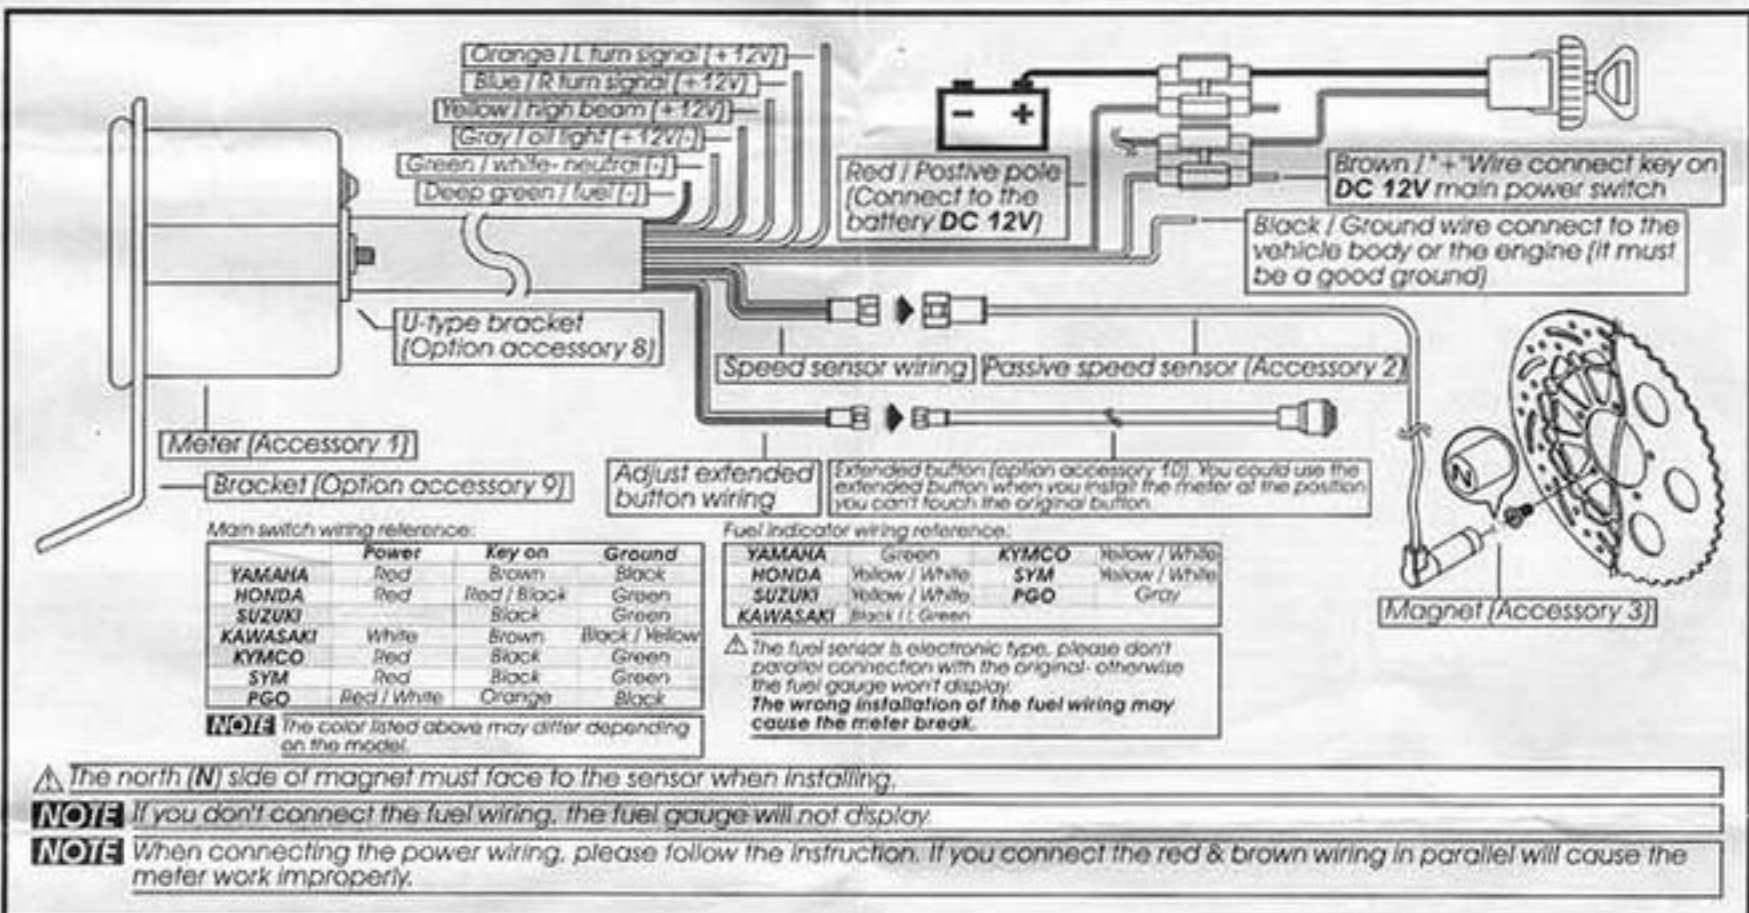 Orange / L turn signal (+12V)
Blue / R turn signal (+12V)
Yellow / high beam (+12V)
Gray / oil light (+12V/-)
Green / white- neutral (-)
Deep green / fuel (-)
- +
Red / Postive pole
(Connect to the
battery DC 12V)
Brown / "+"Wire connect key on
DC 12V main power switch
Black / Ground wire connect to the
vehicle body or the engine (it must
be a good ground)
U-type bracket
(Option accessory 8)
Speed sensor wiring
Passive speed sensor (Accessory 2)
Meter (Accessory 1)
Bracket (Option accessory 9)
Adjust extended
button wiring
Extended button (option accessory 10). You could use the
extended button when you install the meter at the position
you can't touch the original button.
N
Magnet (Accessory 3)
Main switch wiring reference:
Power Key on Ground
YAMAHA Red Brown Black
HONDA Red Red / Black Green
SUZUKI Black Green
KAWASAKI White Brown Black / Yellow
KYMCO Red Black Green
SYM Red Black Green
PGO Red / White Orange Black
NOTE The color listed above may differ depending
on the model.
Fuel indicator wiring reference:
YAMAHA Green KYMCO Yellow / White
HONDA Yellow / White SYM Yellow / White
SUZUKI Yellow / White PGO Gray
KAWASAKI Black / L Green
The fuel sensor is electronic type, please don't
parallel connection with the original- otherwise
the fuel gauge won't display.
The wrong installation of the fuel wiring may
cause the meter break.
The north (N) side of magnet must face to the sensor when installing.
NOTE If you don't connect the fuel wiring, the fuel gauge will not display.
NOTE When connecting the power wiring, please follow the instruction. If you connect the red & brown wiring in parallel will cause the
meter work improperly.